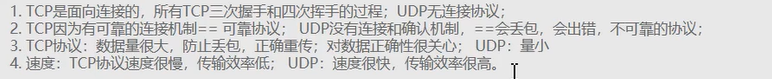 1. TCP是面向连接的，所有TCP三次握手和四次挥手的过程；UDP无连接协议；
2. TCP因为有可靠的连接机制== 可靠协议； UDP没有连接和确认机制，==会丢包，会出错，不可靠的协议；
3. TCP协议：数据量很大，防止丢包，正确重传；对数据正确性很关心； UDP：量小
4. 速度：TCP协议速度很慢，传输效率低； UDP：速度很快，传输效率很高。